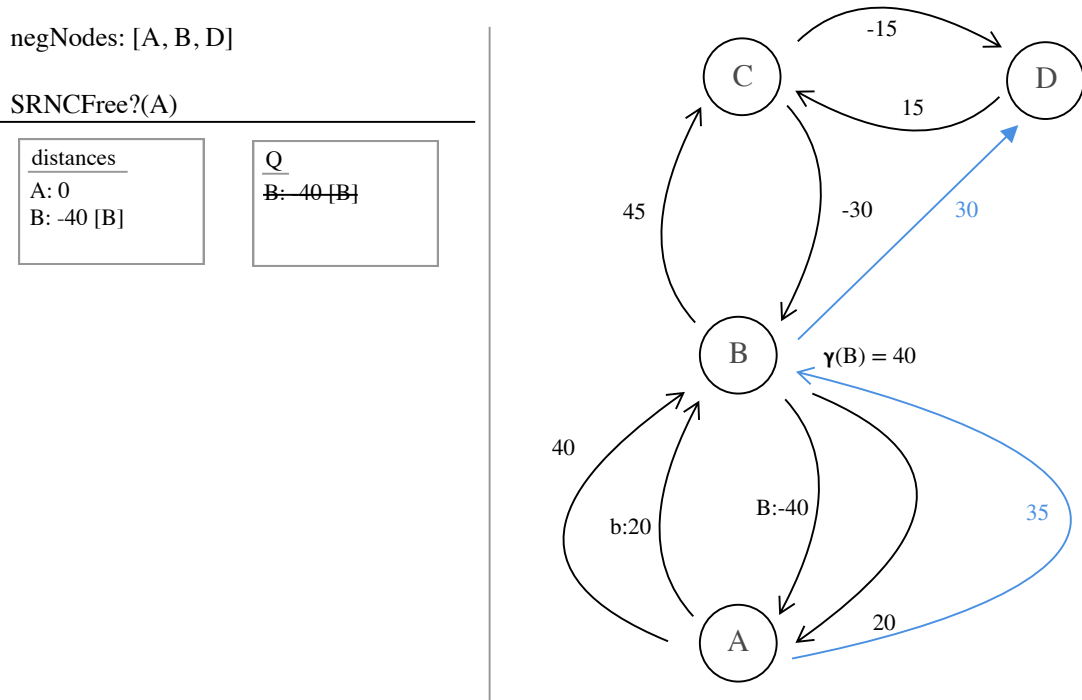 negNodes: [A, B, D]
SRNCFree?(A)
distances
A: 0
B: -40 [B]
Q
B: -40 [B]
-15
C
D
15
45
-30
30
B
γ(B) = 40
40
b:20
B:-40
35
20
A